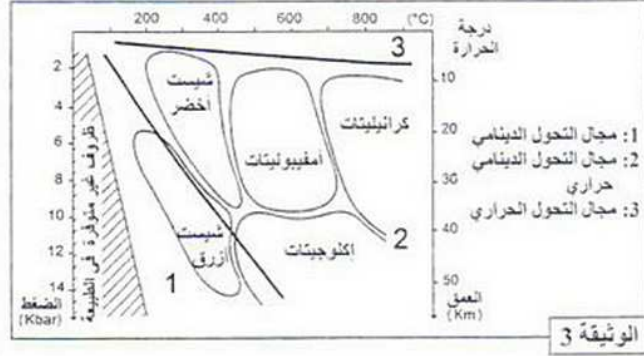 200 400 600 800 (°C)
درجة الحرارة
3
2
4
6
8
10
12
14
10
20
30
40
50
شيست أخضر
أمفيبوليتات
كرانيليتات
شيست أزرق
إكلوجيتات
1
2
ظروف غير متوفرة في الطبيعة
الضغط
(Kbar)
العمق
(Km)
1: مجال التحول الدينامي
2: مجال التحول الدينامي
حراري
3: مجال التحول الحراري
الوثيقة 3